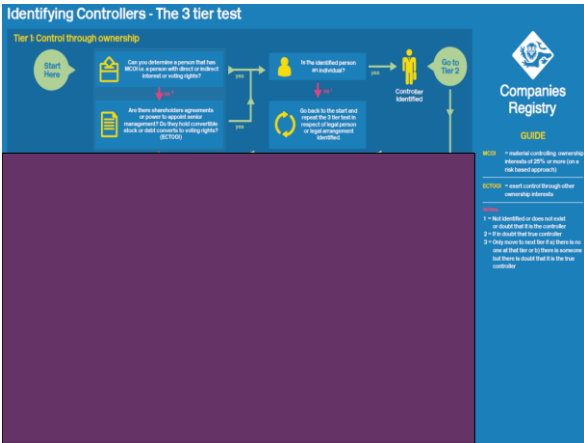 Identifying Controllers - The 3 tier test
Tier 1: Control through ownership
Start
Here
Can you determine a person that has
MCOI i.e. a person with direct or indirect
interest or voting rights?
yes
Is the identified person
an individual?
yes
Controller
Identified
Go to
Tier 2
no
no
Are there shareholders agreements
or power to appoint senior
management? Do they hold convertible
stock or debt converts to voting rights?
(ECTOOI)
yes
Go back to the start and
repeat the 3 tier test in
respect of legal person
or legal arrangement
identified.
Companies
Registry
GUIDE
MCOI = material controlling ownership
interests of 25% or more (on a
risk based approach)
ECTOOI = exert control through other
ownership interests
1 = Not identified or does not exist
or doubt that it is the controller
2 = If in doubt that true controller
3 = Only move to next tier if a) there is no
one at that tier or b) there is someone
but there is doubt that it is the true
controller